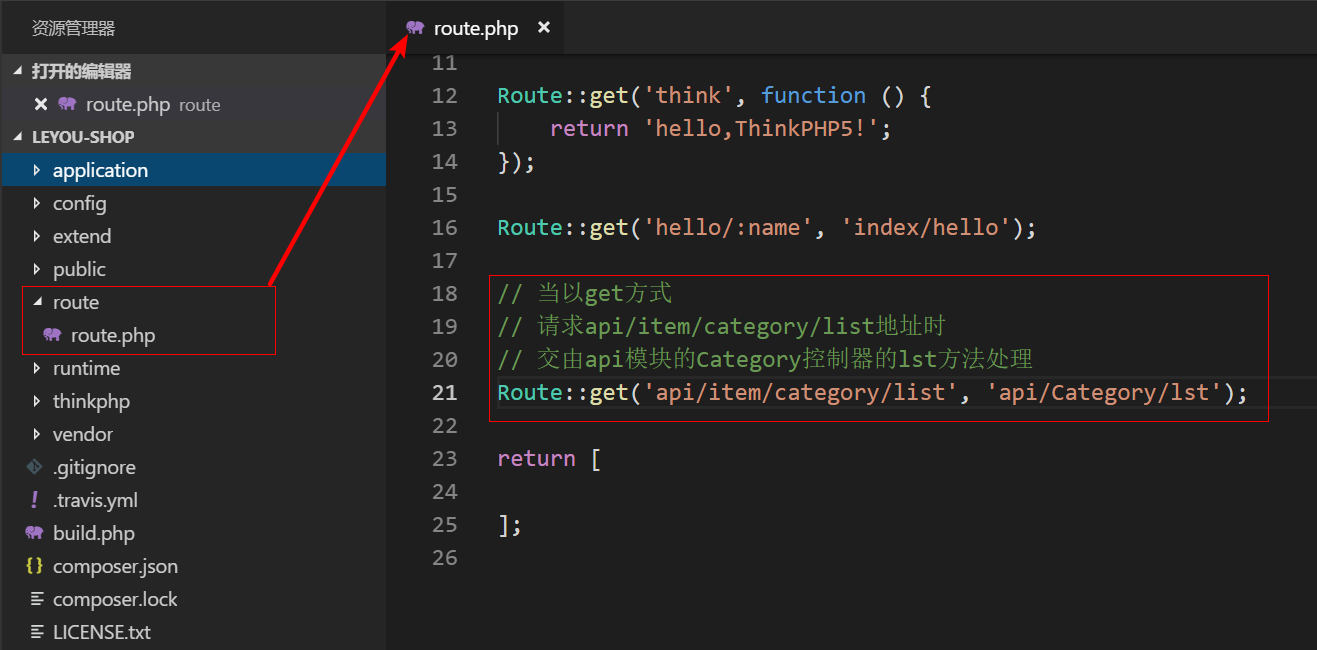 资源管理器
打开的编辑器
route.php route
LEYOU-SHOP
application
config
extend
public
route
route.php
runtime
thinkphp
vendor
.gitignore
.travis.yml
build.php
composer.json
composer.lock
LICENSE.txt
route.php
11
12 Route::get('think', function () {
13 return 'hello,ThinkPHP5!';
14 });
15
16 Route::get('hello/:name', 'index/hello');
17
18 // 当以get方式
19 // 请求api/item/category/list地址时
20 // 交由api模块的Category控制器的lst方法处理
21 Route::get('api/item/category/list', 'api/Category/lst');
22
23 return [
24
25 ];
26